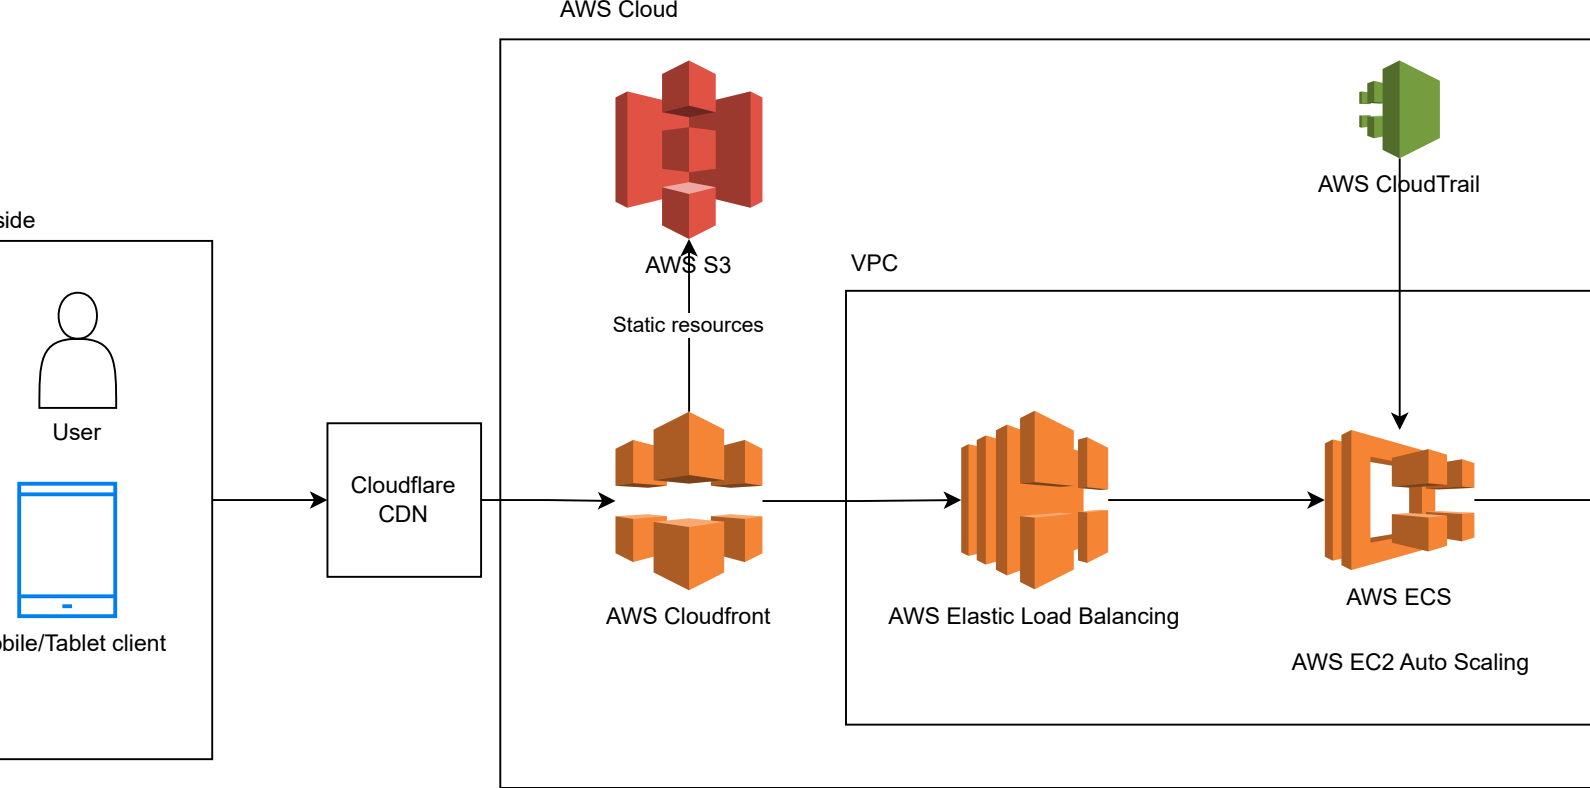 AWS Cloud
AWS CloudTrail
side
AWS S3
VPC
Static resources
User
Cloudflare
CDN
AWS Cloudfront
AWS Elastic Load Balancing
AWS ECS
bile/Tablet client
AWS EC2 Auto Scaling